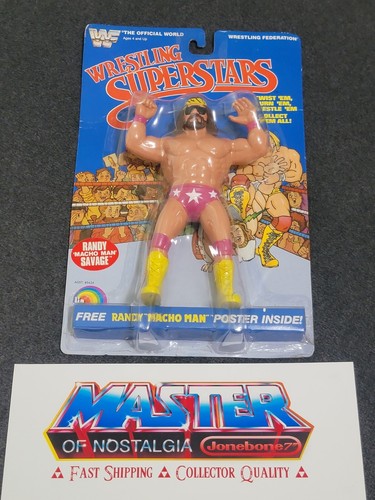 WF
"THE OFFICIAL WORLD
WRESTLING FEDERATION
Ages 4 and Up
WRESTLING
SUPERSTARS
TWIST 'EM,
TURN 'EM,
WRESTLE 'EM
COLLECT
'EM ALL!
RANDY
"MACHO MAN"
SAVAGE
FREE RANDY "MACHO MAN" POSTER INSIDE!
MASTER
OF NOSTALGIA Jonebone77
FAST SHIPPING COLLECTOR QUALITY